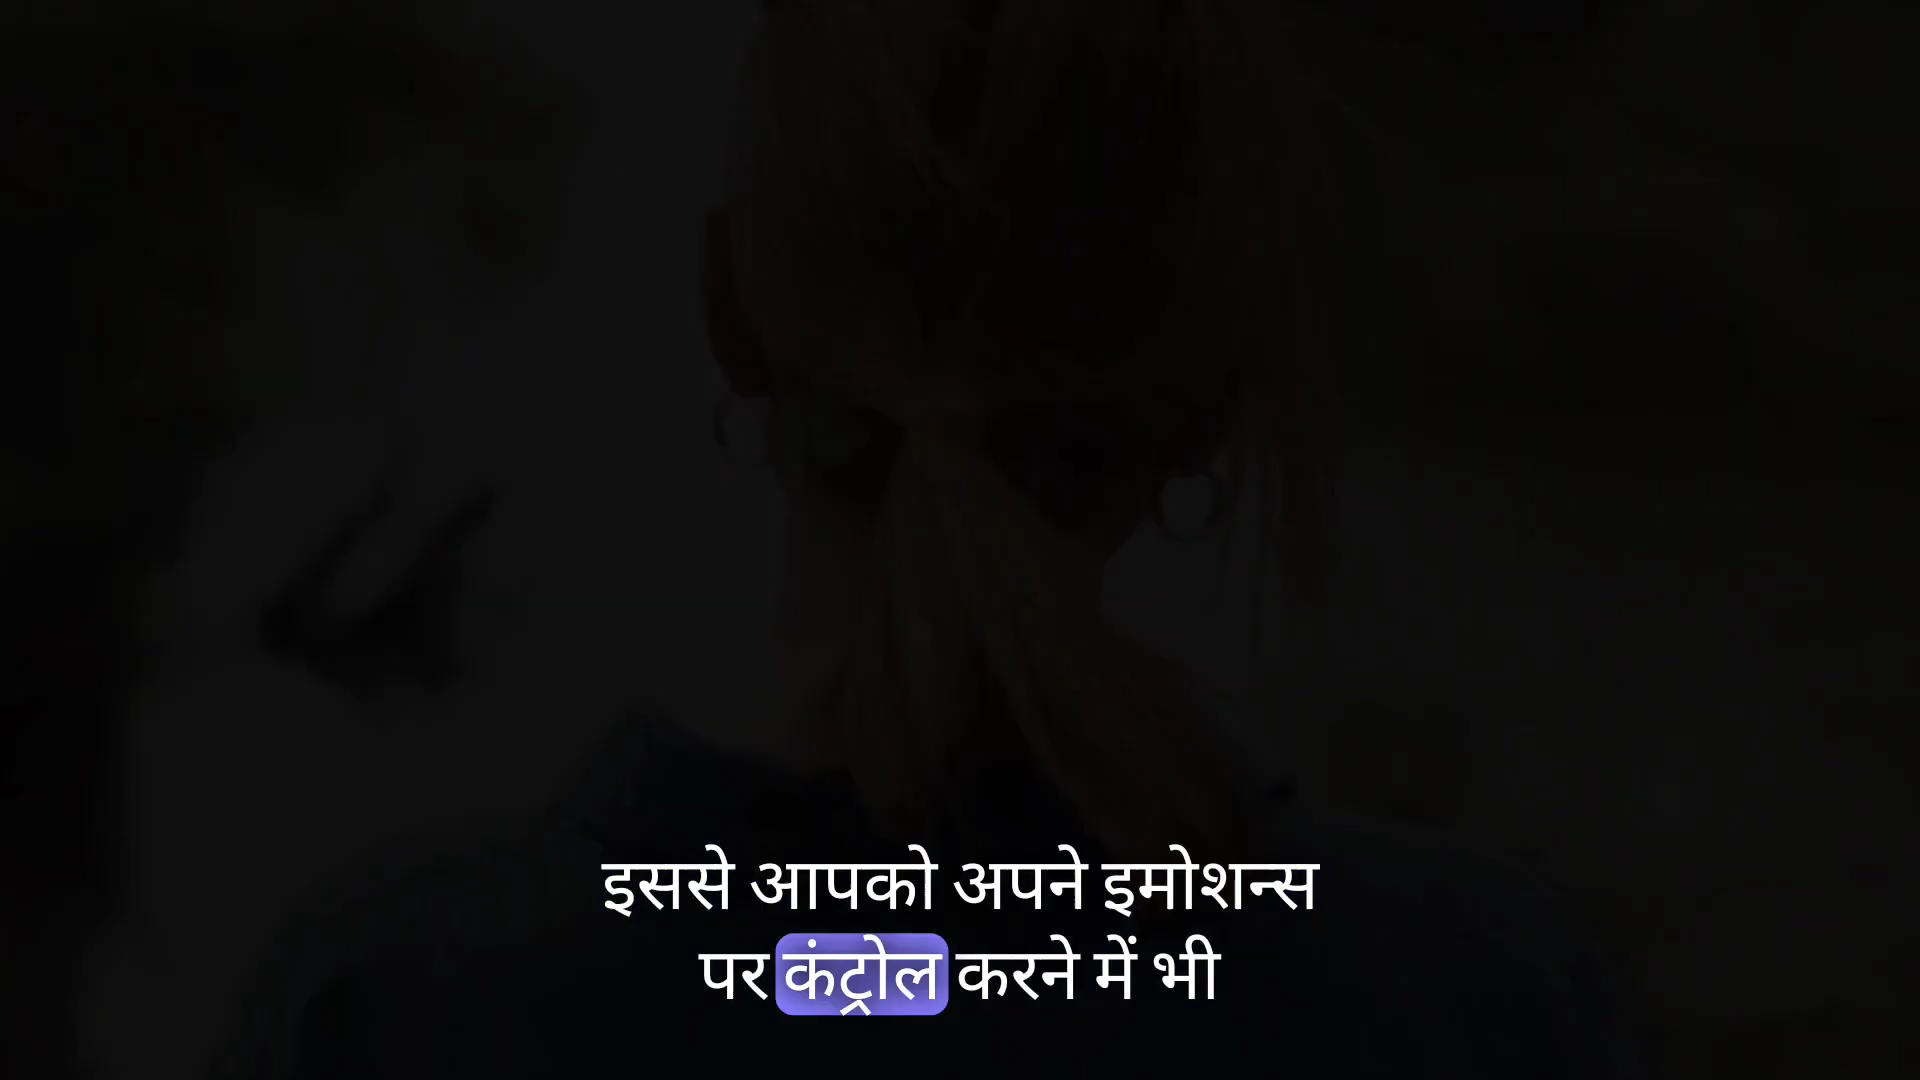 इससे आपको अपने इमोशन्स
पर कंट्रोल करने में भी